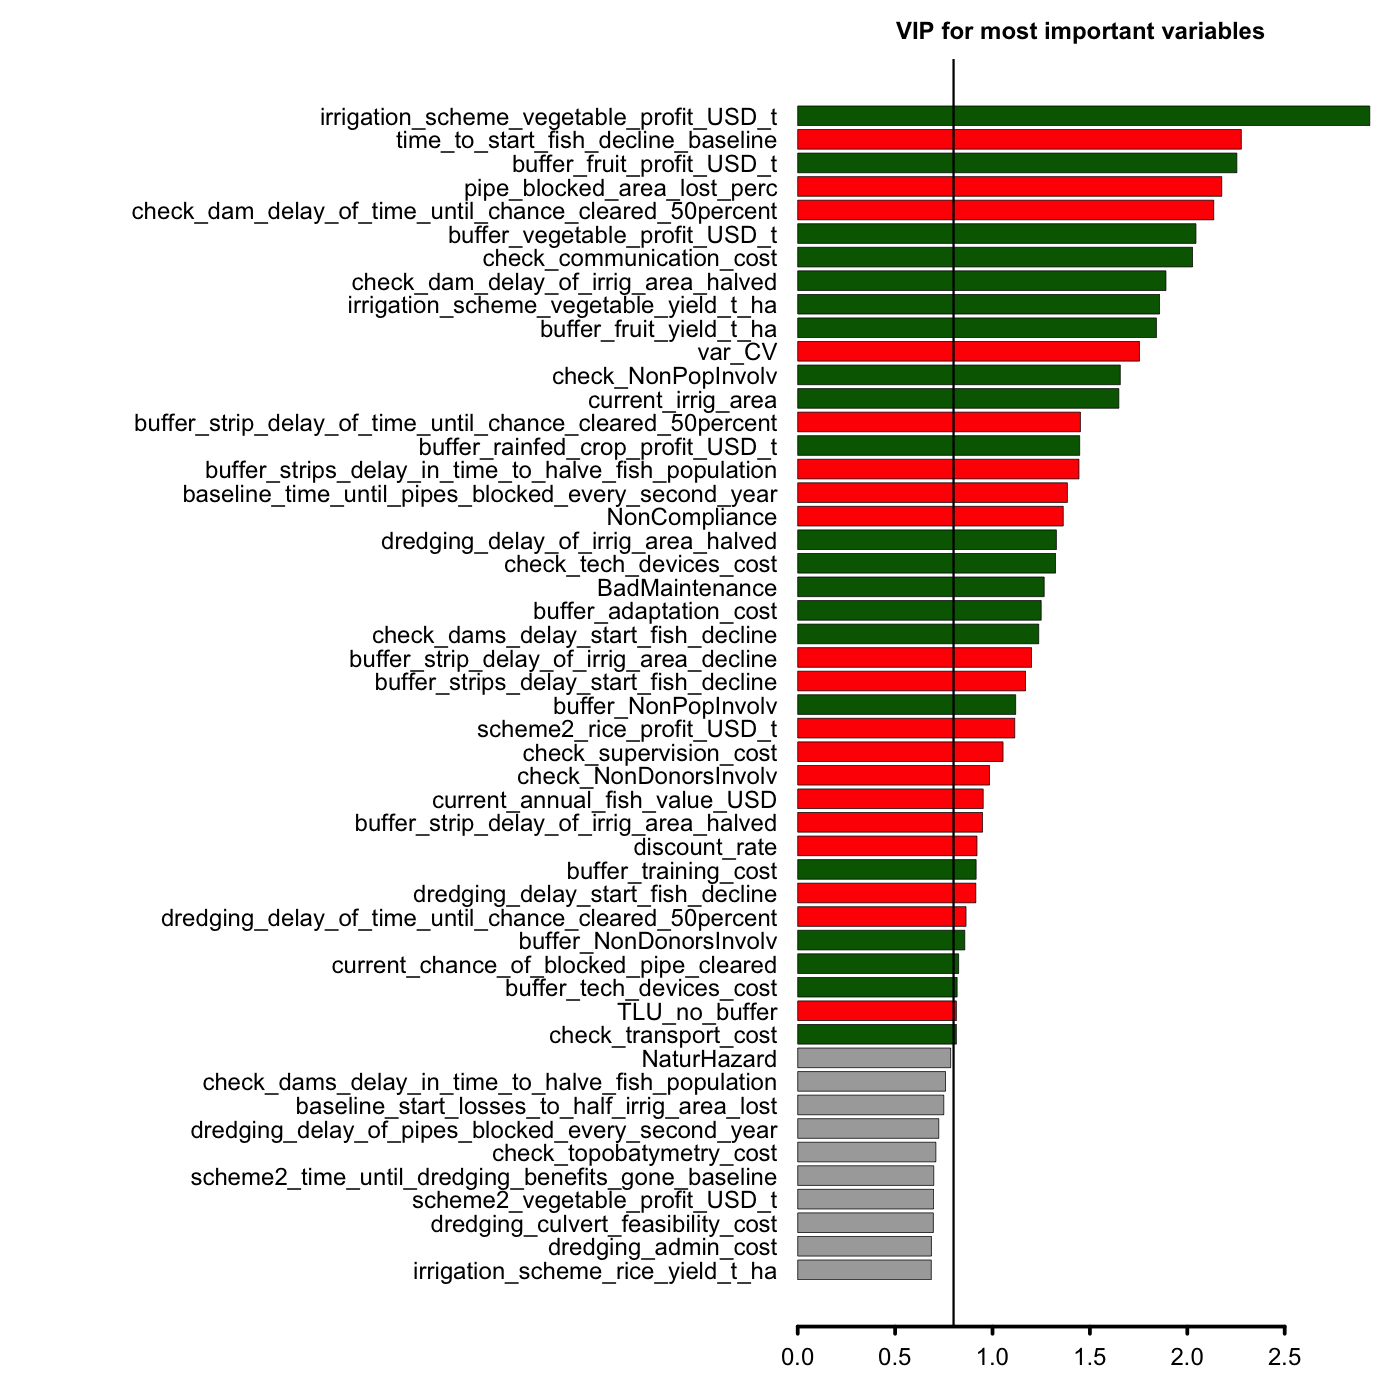 VIP for most important variables
irrigation_scheme_vegetable_profit_USD_t
time_to_start_fish_decline_baseline
buffer_fruit_profit_USD_t
pipe_blocked_area_lost_perc
check_dam_delay_of_time_until_chance_cleared_50percent
buffer_vegetable_profit_USD_t
check_communication_cost
check_dam_delay_of_irrig_area_halved
irrigation_scheme_vegetable_yield_t_ha
buffer_fruit_yield_t_ha
var_CV
check_NonPopInvolv
current_irrig_area
buffer_strip_delay_of_time_until_chance_cleared_50percent
buffer_rainfed_crop_profit_USD_t
buffer_strips_delay_in_time_to_halve_fish_population
baseline_time_until_pipes_blocked_every_second_year
NonCompliance
dredging_delay_of_irrig_area_halved
check_tech_devices_cost
BadMaintenance
buffer_adaptation_cost
check_dams_delay_start_fish_decline
buffer_strip_delay_of_irrig_area_decline
buffer_strips_delay_start_fish_decline
buffer_NonPopInvolv
scheme2_rice_profit_USD_t
check_supervision_cost
check_NonDonorsInvolv
current_annual_fish_value_USD
buffer_strip_delay_of_irrig_area_halved
discount_rate
buffer_training_cost
dredging_delay_start_fish_decline
dredging_delay_of_time_until_chance_cleared_50percent
buffer_NonDonorsInvolv
current_chance_of_blocked_pipe_cleared
buffer_tech_devices_cost
TLU_no_buffer
check_transport_cost
NaturHazard
check_dams_delay_in_time_to_halve_fish_population
baseline_start_losses_to_half_irrig_area_lost
dredging_delay_of_pipes_blocked_every_second_year
check_topobatymetry_cost
scheme2_time_until_dredging_benefits_gone_baseline
scheme2_vegetable_profit_USD_t
dredging_culvert_feasibility_cost
dredging_admin_cost
irrigation_scheme_rice_yield_t_ha
0.0 0.5 1.0 1.5 2.0 2.5